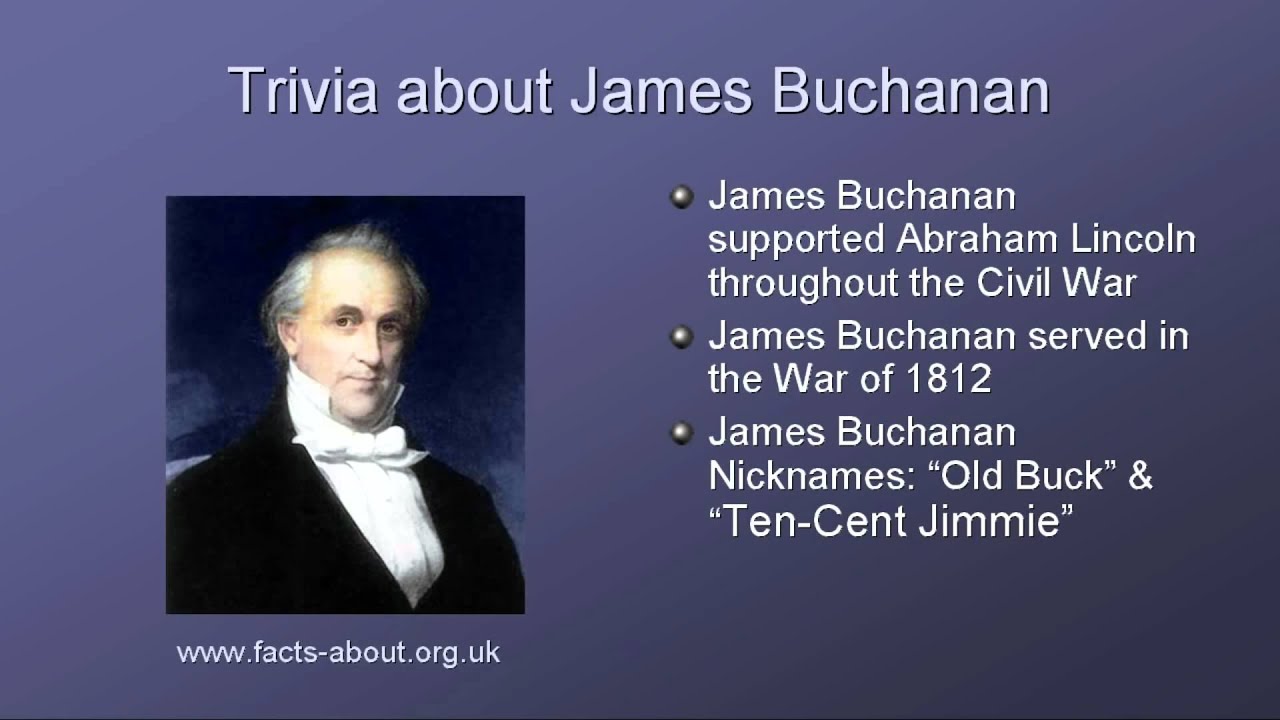 Trivia about James Buchanan
James Buchanan
supported Abraham Lincoln
throughout the Civil War
James Buchanan served in
the War of 1812
James Buchanan
Nicknames: “Old Buck” &
“Ten-Cent Jimmie”
www.facts-about.org.uk